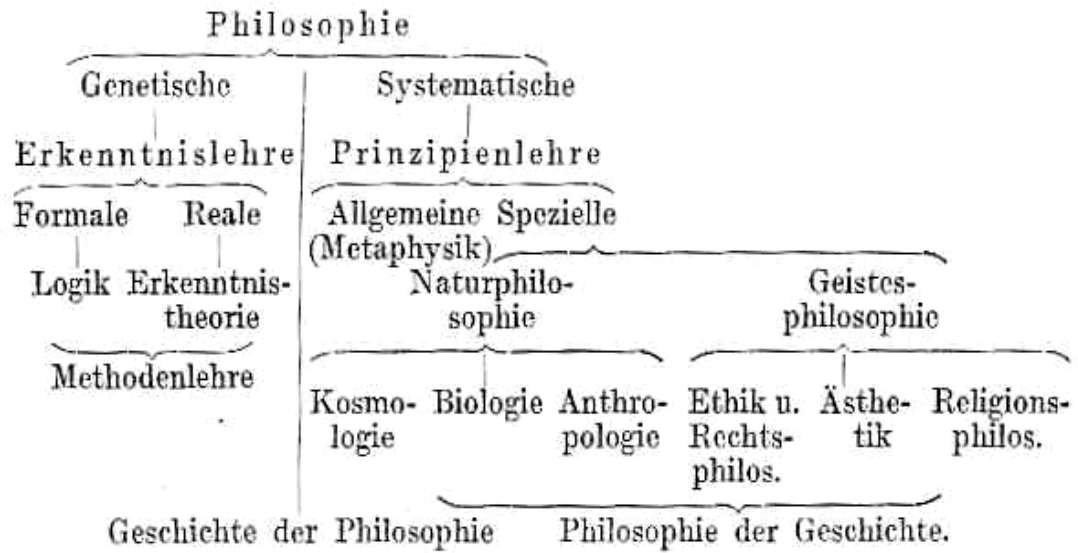 Philosophie
Genetische Systematische
Erkenntnislehre Prinzipienlehre
Formale Reale Allgemeine Spezielle
(Metaphysik)
Logik Erkenntnis- Naturphilo- Geistes-
theorie sophie philosophie
Methodenlehre
Kosmo- Biologie Anthro- Ethik u. Ästhe- Religions-
logie pologie Rechts- tik philos.
philos.
Geschichte der Philosophie Philosophie der Geschichte.